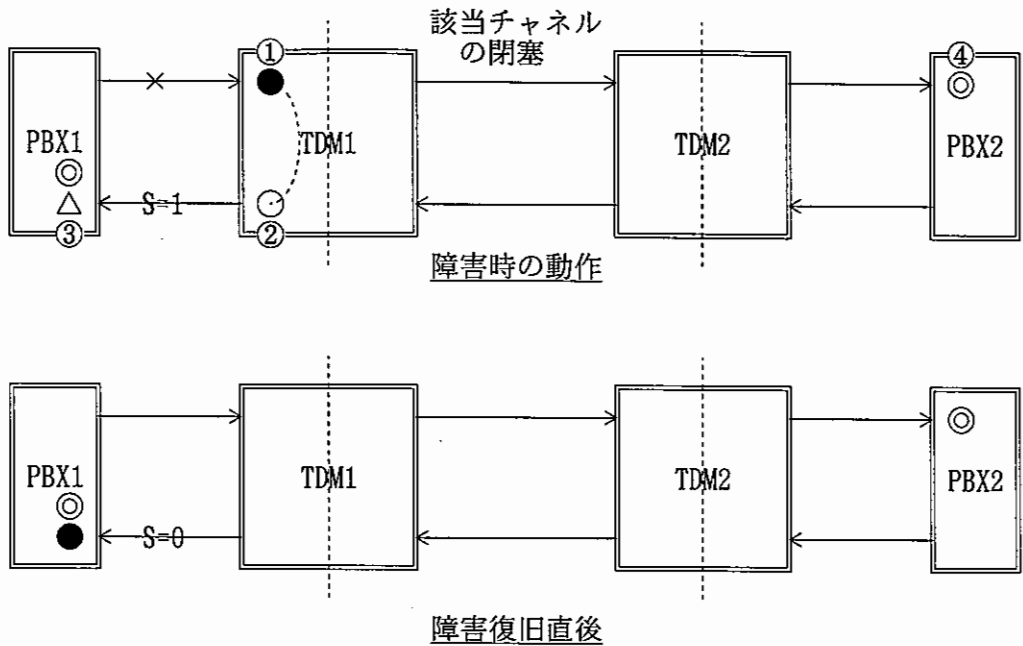 該当チャネル
の閉塞
①
④
PBX1
TDM1
TDM2
PBX2
S=1
③
②
障害時の動作
PBX1
TDM1
TDM2
PBX2
S=0
障害復旧直後